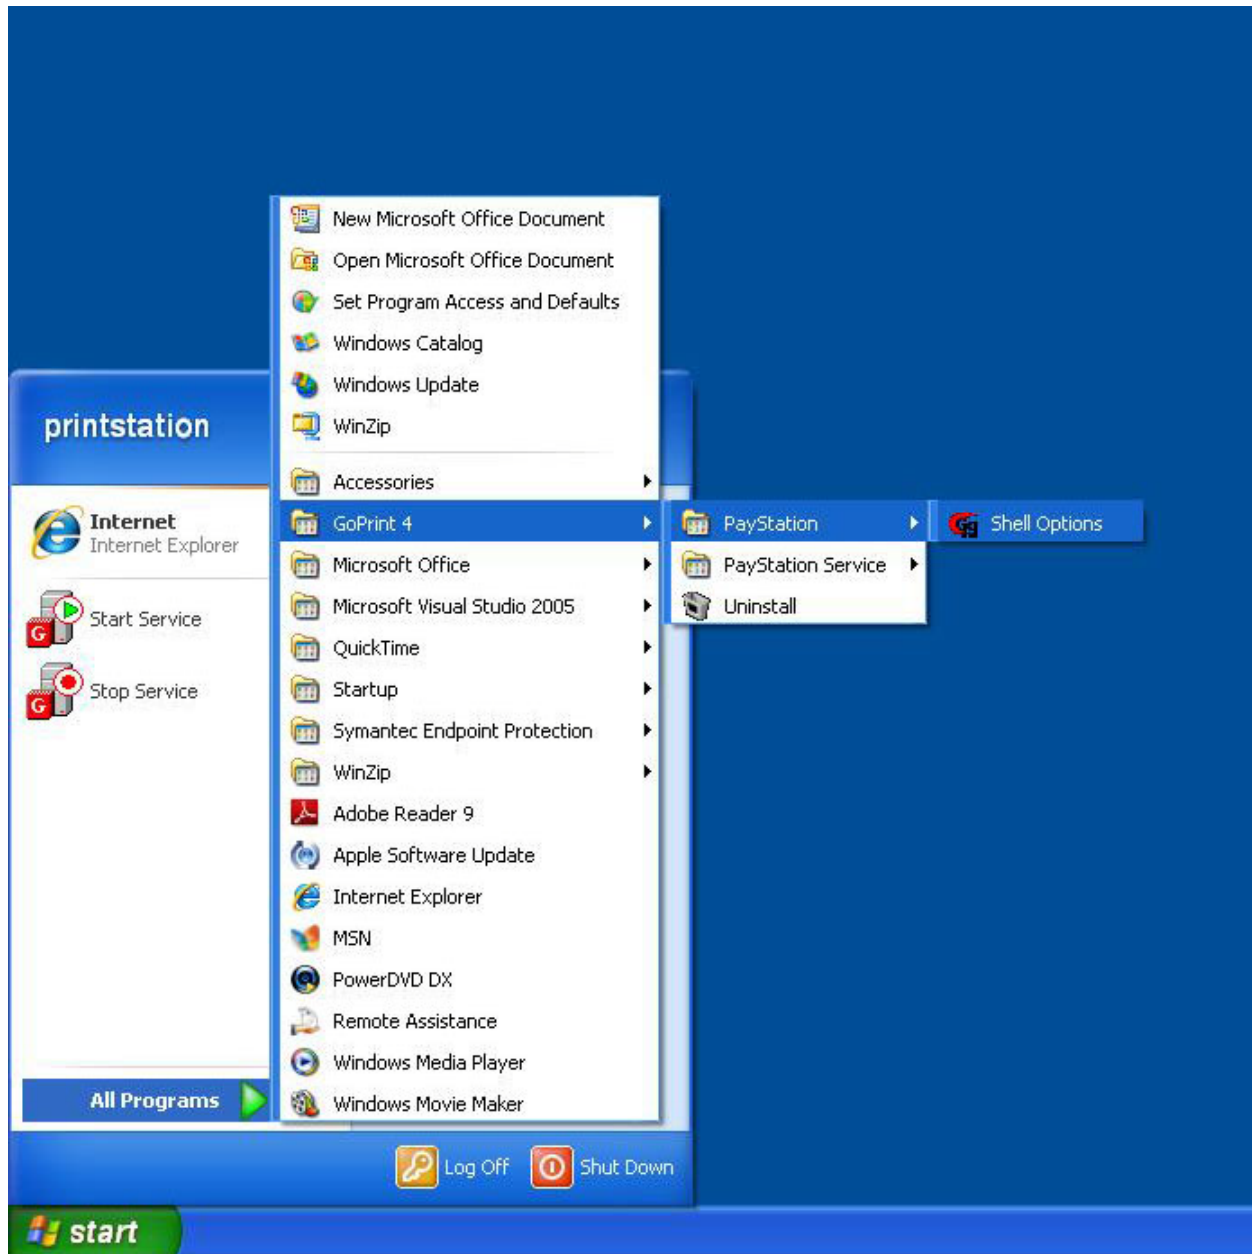 New Microsoft Office Document
Open Microsoft Office Document
Set Program Access and Defaults
Windows Catalog
Windows Update
WinZip
Accessories
GoPrint 4
Microsoft Office
Microsoft Visual Studio 2005
QuickTime
Startup
Symantec Endpoint Protection
WinZip
Adobe Reader 9
Apple Software Update
Internet Explorer
MSN
PowerDVD DX
Remote Assistance
Windows Media Player
Windows Movie Maker
PayStation
PayStation Service
Uninstall
Shell Options
printstation
Internet
Internet Explorer
G
Start Service
G
Stop Service
All Programs
Log Off
Shut Down
start